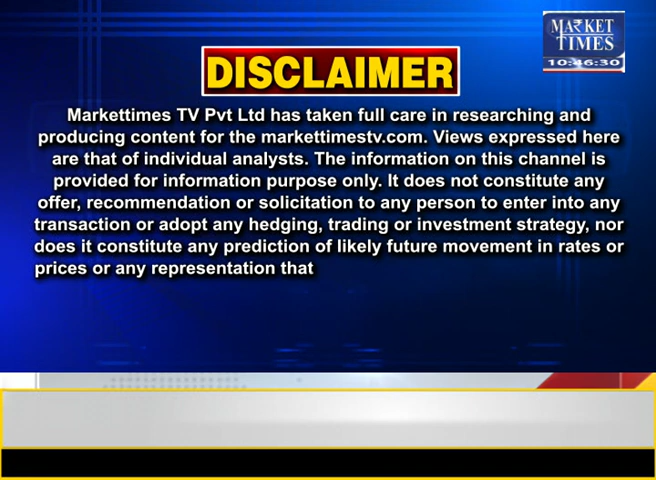 MARKET
TIMES
10:46:30
DISCLAIMER
Markettimes TV Pvt Ltd has taken full care in researching and
producing content for the markettimestv.com. Views expressed here
are that of individual analysts. The information on this channel is
provided for information purpose only. It does not constitute any
offer, recommendation or solicitation to any person to enter into any
transaction or adopt any hedging, trading or investment strategy, nor
does it constitute any prediction of likely future movement in rates or
prices or any representation that